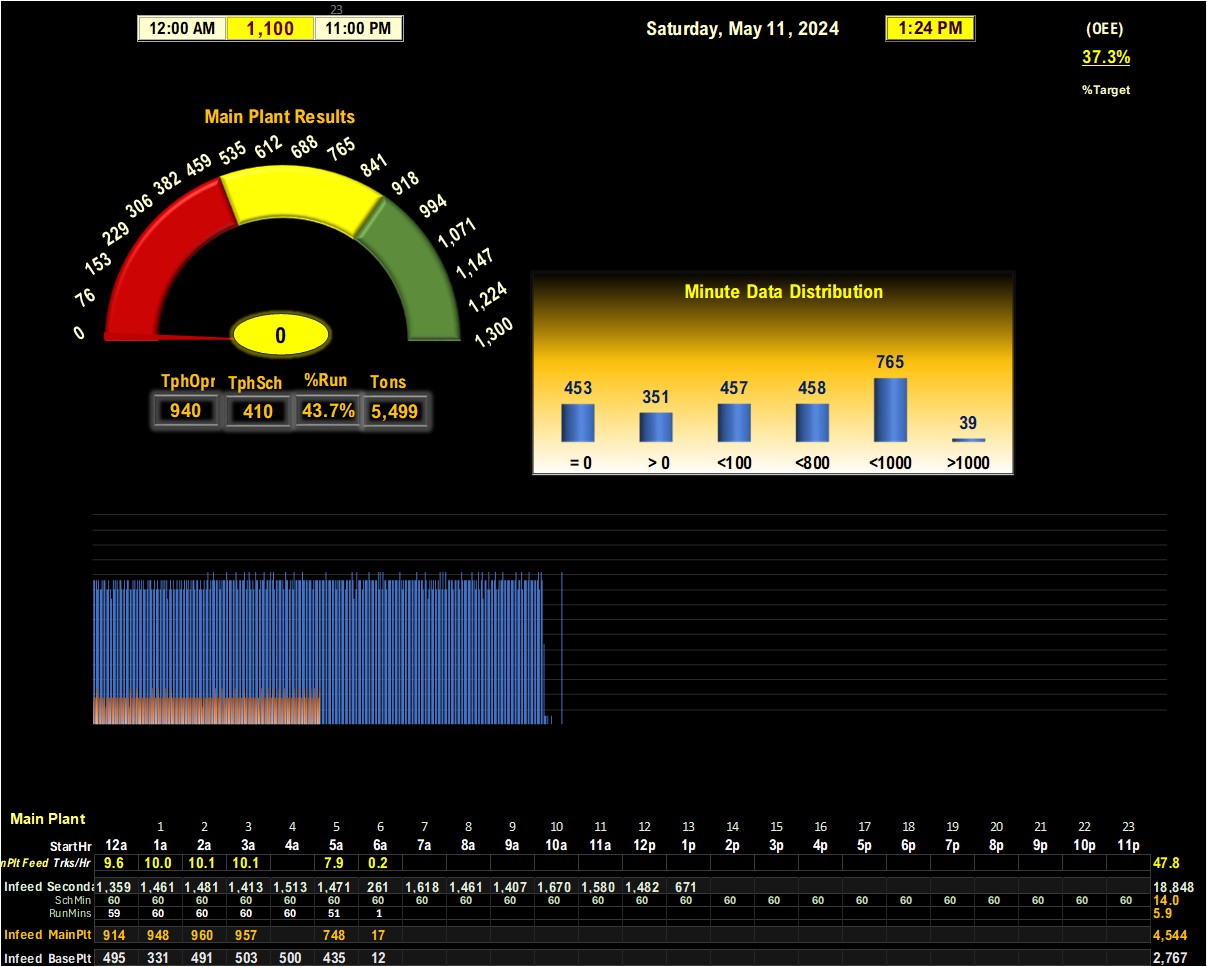 23
12:00 AM 1,100 11:00 PM Saturday, May 11, 2024 1:24 PM (OEE)
37.3%
%Target
Main Plant Results
0 76 153 229 306 382 459 535 612 688 765 841 918 994 1,071 1,147 1,224 1,300
0
TphOpr TphSch %Run Tons
940 410 43.7% 5,499
Minute Data Distribution
453 351 457 458 765 39
= 0 > 0 <100 <800 <1000 >1000
Main Plant
1 2 3 4 5 6 7 8 9 10 11 12 13 14 15 16 17 18 19 20 21 22 23
StartHr 12a 1a 2a 3a 4a 5a 6a 7a 8a 9a 10a 11a 12p 1p 2p 3p 4p 5p 6p 7p 8p 9p 10p 11p
nPlt Feed Trks/Hr 9.6 10.0 10.1 10.1 7.9 0.2 47.8
Infeed Seconda 1,359 1,461 1,481 1,413 1,513 1,471 261 1,618 1,461 1,407 1,670 1,580 1,482 671 18,848
SchMin 60 60 60 60 60 60 60 60 60 60 60 60 60 60 60 60 60 60 60 60 60 60 60 60 14.0
RunMins 59 60 60 60 60 51 1 5.9
Infeed MainPlt 914 948 960 957 748 17 4,544
Infeed BasePlt 495 331 491 503 500 435 12 2,767